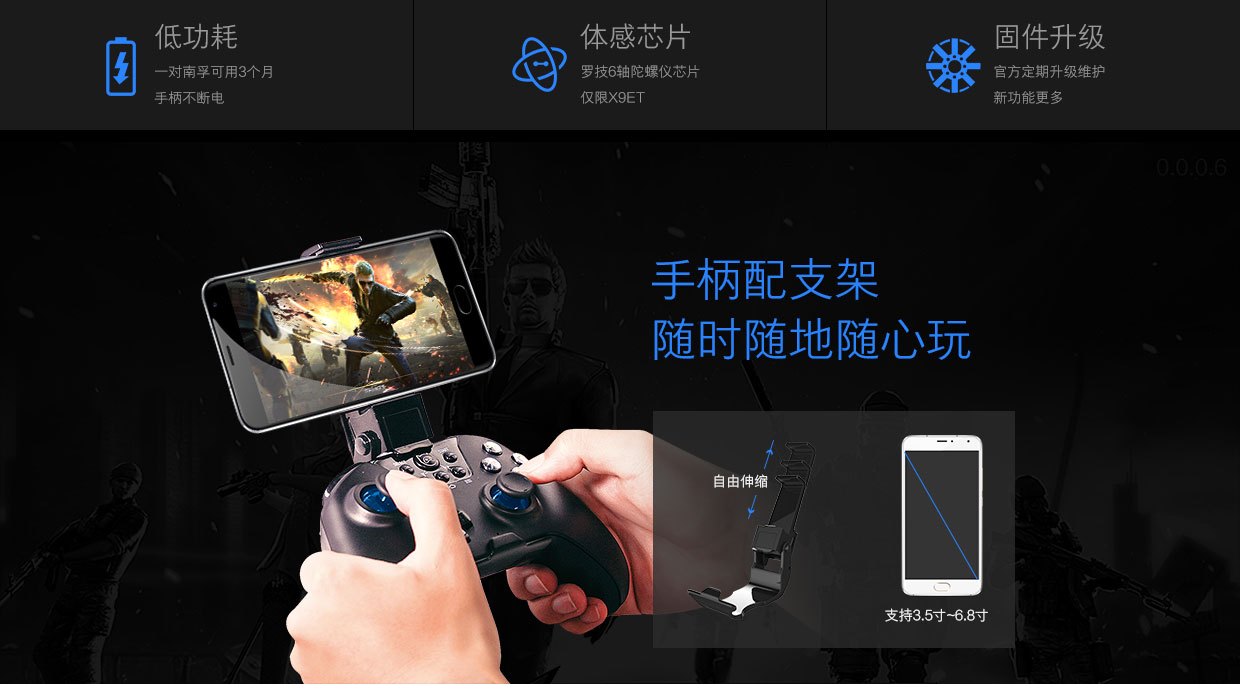 低功耗
一对南孚可用3个月
手柄不断电
体感芯片
罗技6轴陀螺仪芯片
仅限X9ET
固件升级
官方定期升级维护
新功能更多
0.0.0.6
手柄配支架
随时随地随心玩
自由伸缩
支持3.5寸~6.8寸